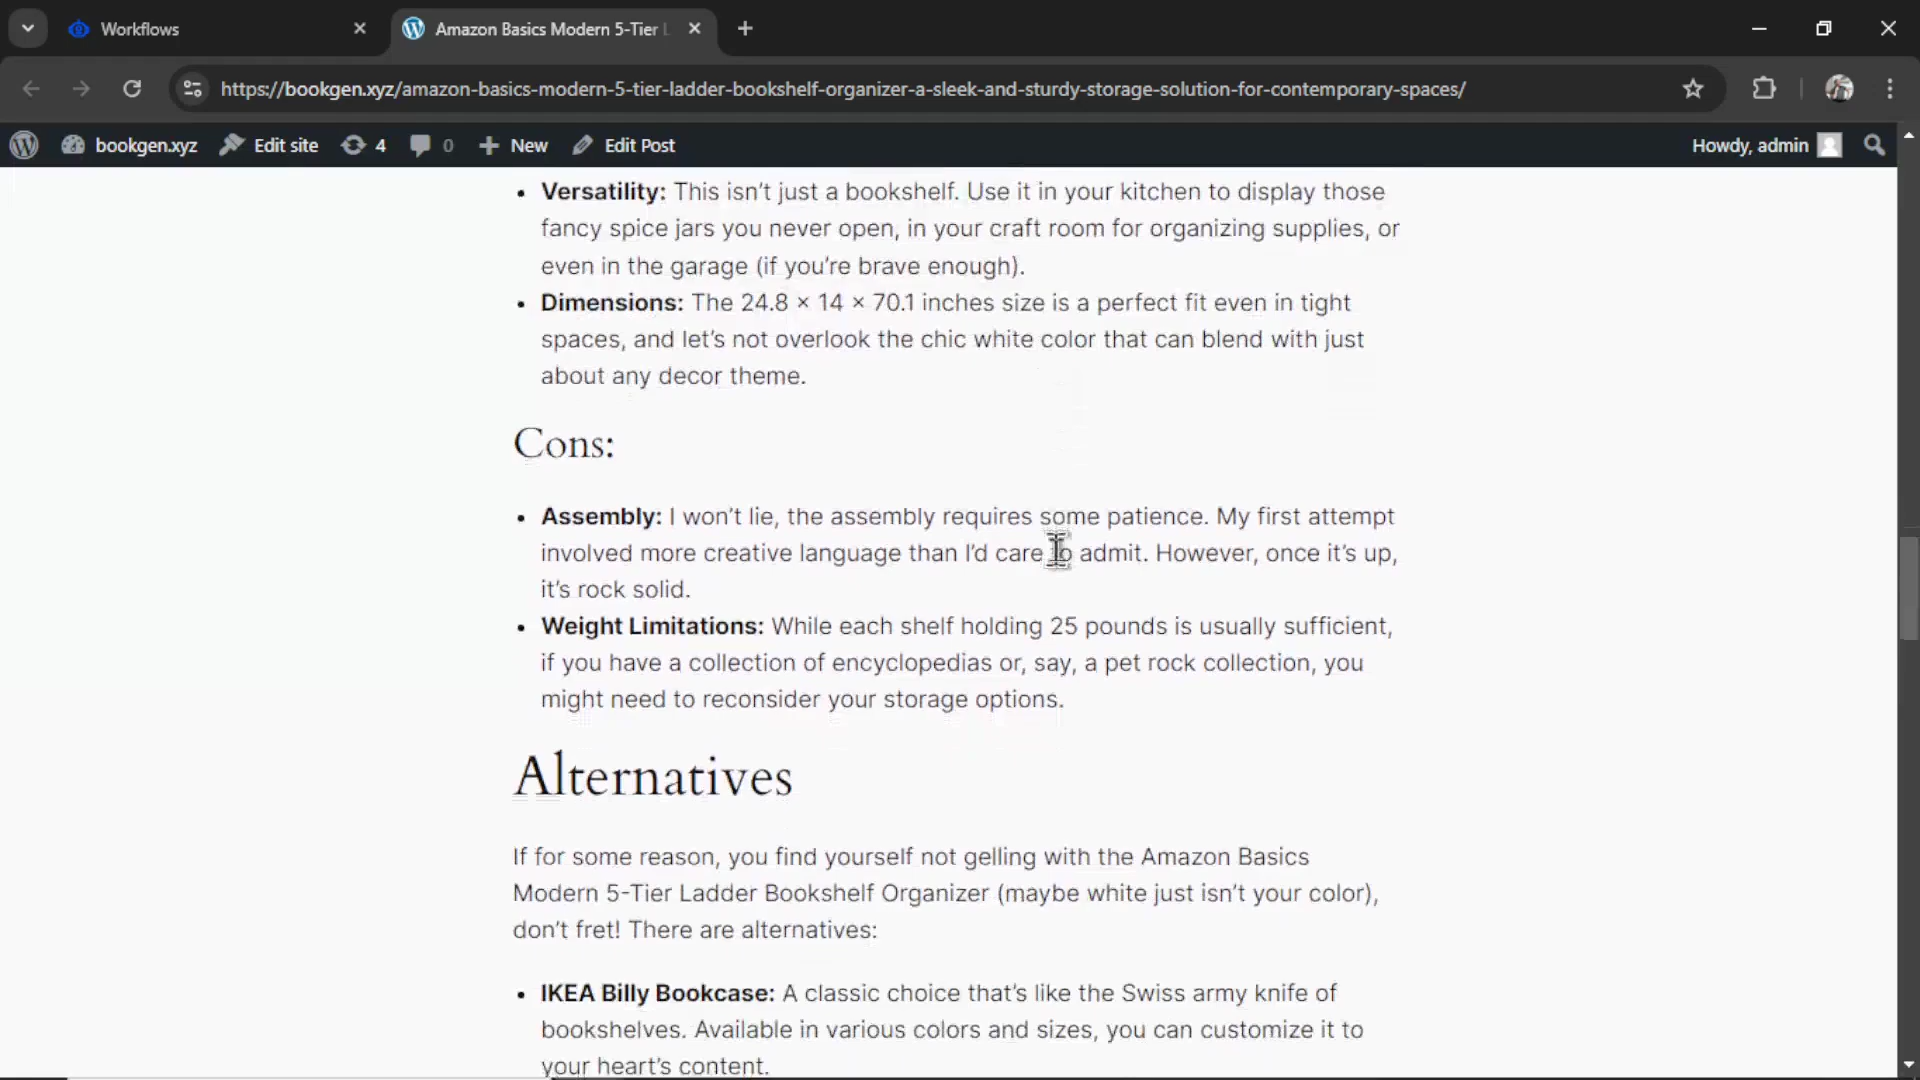 Workflows
Amazon Basics Modern 5-Tier L
https://bookgen.xyz/amazon-basics-modern-5-tier-ladder-bookshelf-organizer-a-sleek-and-sturdy-storage-solution-for-contemporary-spaces/
bookgen.xyz Edit site 4 0 New Edit Post Howdy, admin
• Versatility: This isn’t just a bookshelf. Use it in your kitchen to display those
fancy spice jars you never open, in your craft room for organizing supplies, or
even in the garage (if you’re brave enough).
• Dimensions: The 24.8 × 14 × 70.1 inches size is a perfect fit even in tight
spaces, and let’s not overlook the chic white color that can blend with just
about any decor theme.
Cons:
• Assembly: I won’t lie, the assembly requires some patience. My first attempt
involved more creative language than I’d care to admit. However, once it’s up,
it’s rock solid.
• Weight Limitations: While each shelf holding 25 pounds is usually sufficient,
if you have a collection of encyclopedias or, say, a pet rock collection, you
might need to reconsider your storage options.
Alternatives
If for some reason, you find yourself not gelling with the Amazon Basics
Modern 5-Tier Ladder Bookshelf Organizer (maybe white just isn’t your color),
don’t fret! There are alternatives:
• IKEA Billy Bookcase: A classic choice that’s like the Swiss army knife of
bookshelves. Available in various colors and sizes, you can customize it to
your heart’s content.